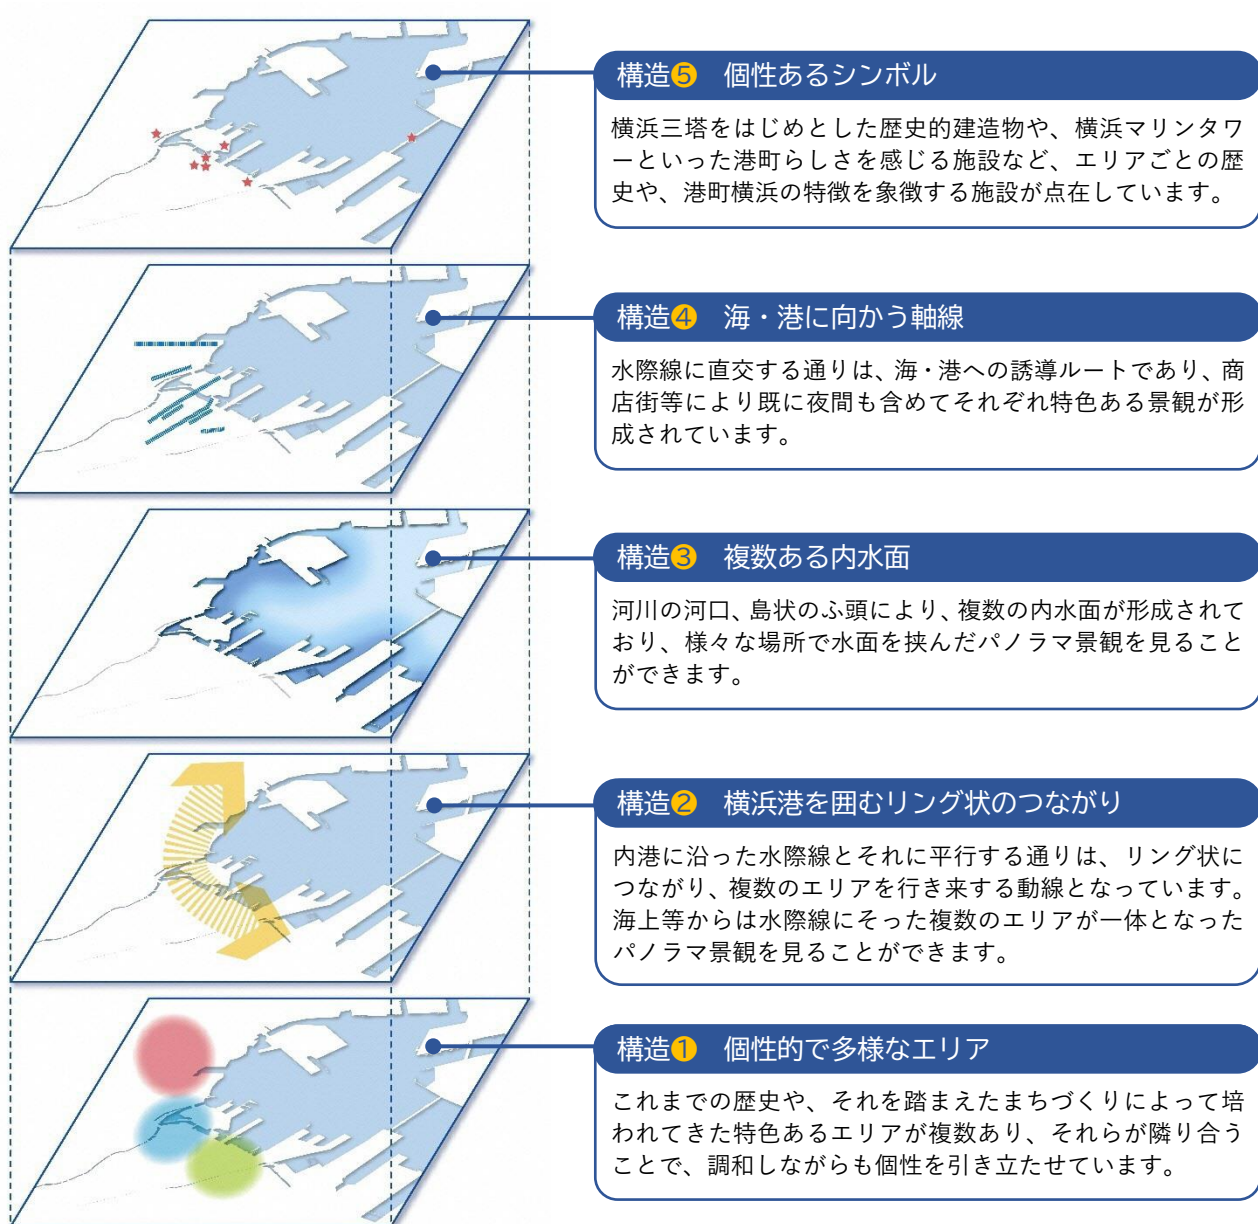 構造❺ 個性あるシンボル
横浜三塔をはじめとした歴史的建造物や、横浜マリンタワ
ーといった港町らしさを感じる施設など、エリアごとの歴
史や、港町横浜の特徴を象徴する施設が点在しています。
構造❹ 海・港に向かう軸線
水際線に直交する通りは、海・港への誘導ルートであり、商
店街等により既に夜間も含めてそれぞれ特色ある景観が形
成されています。
構造❸ 複数ある内水面
河川の河口、島状のふ頭により、複数の内水面が形成されて
おり、様々な場所で水面を挟んだパノラマ景観を見ること
ができます。
構造❷ 横浜港を囲むリング状のつながり
内港に沿った水際線とそれに平行する通りは、リング状に
つながり、複数のエリアを行き来する動線となっています。
海上等からは水際線にそった複数のエリアが一体となった
パノラマ景観を見ることができます。
構造❶ 個性的で多様なエリア
これまでの歴史や、それを踏まえたまちづくりによって培
われてきた特色あるエリアが複数あり、それらが隣り合う
ことで、調和しながらも個性を引き立たせています。